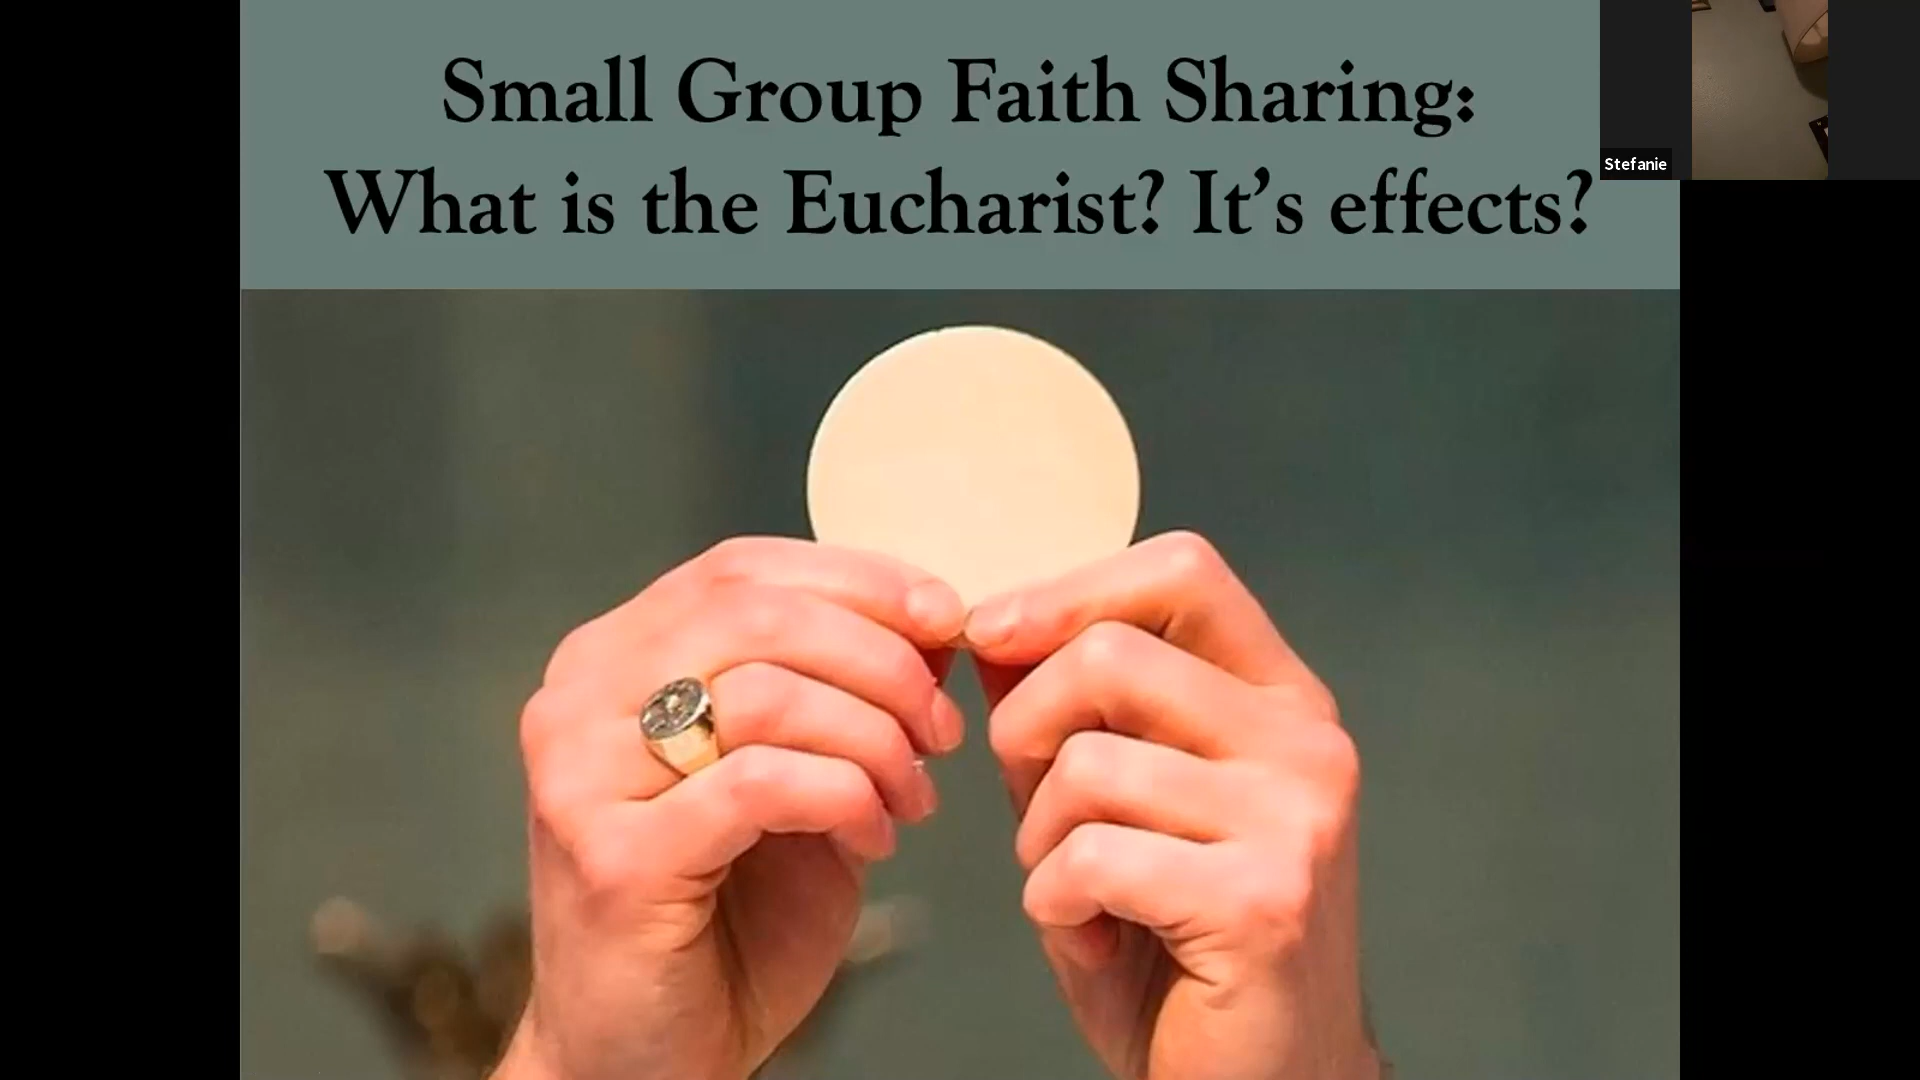 Small Group Faith Sharing:
What is the Eucharist? It’s effects?
Stefanie